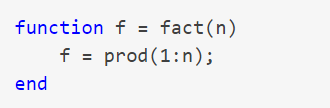 function f = fact(n)
    f = prod(1:n);
end